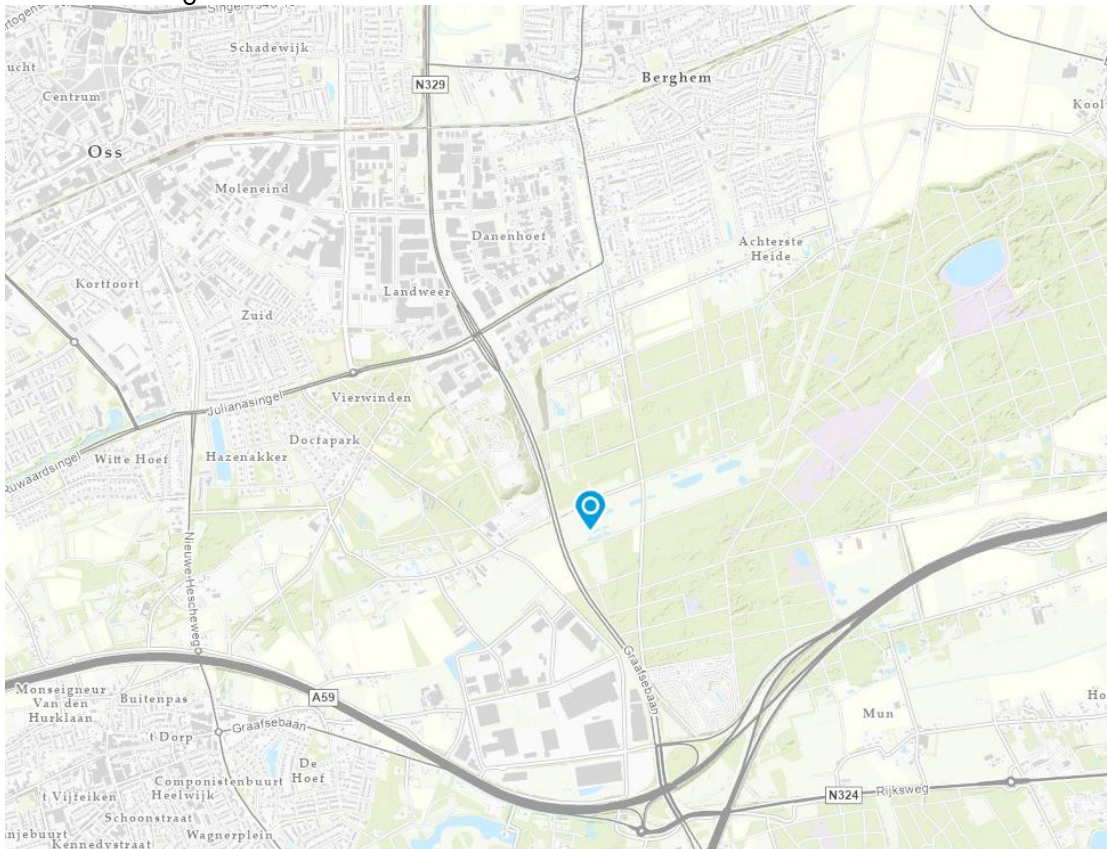 Schadewijk
Berghem
N329
Centrum
Oss
Moleneind
Danenhoef
Achterste
Heide
Kortfoort
Landweer
Zuid
Julianasingel
Vierwinden
Docfapark
Witte Hoef
Hazenakker
Ruwaardsingel
Nieuwe-Hescheweg
Graafsebaan
A59
Monseigneur
Van den
Hurklaan
Buitenpas
Graafsebaan
t Dorp
Mun
De
Hoef
Componistenbuurt
Heelwijk
t Vijfeiken
Schoonstraat
Wagnerplein
Kennedystraat
N324
Rijksweg